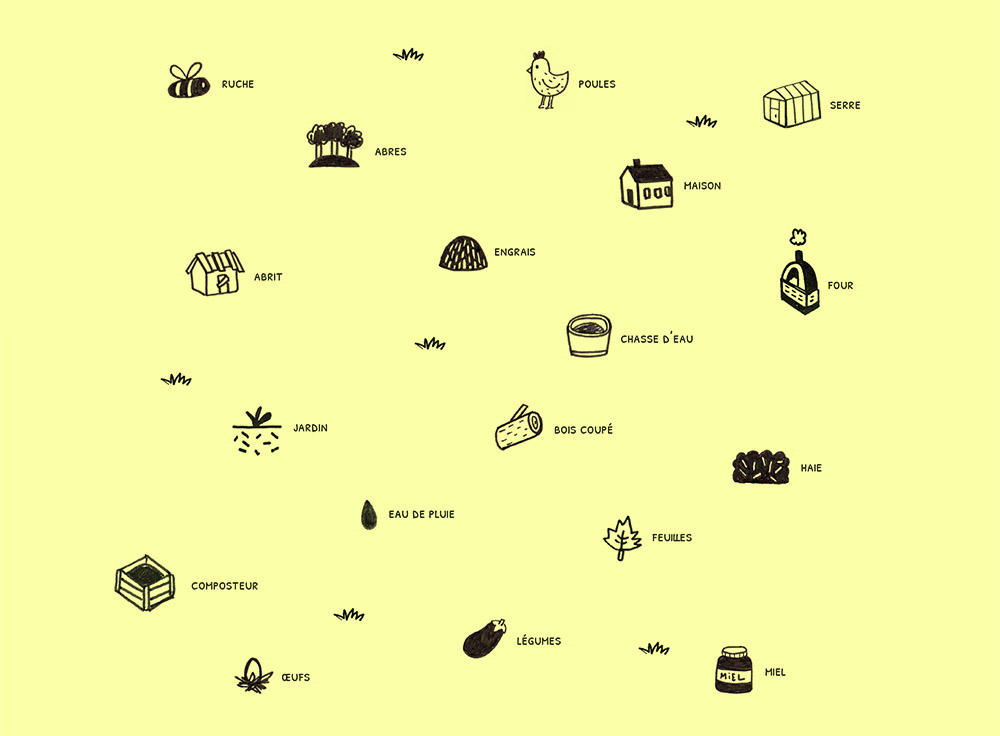 RUCHE
POULES
SERRE
ABRES
MAISON
ENGRAIS
ABRIT
FOUR
CHASSE D'EAU
JARDIN
BOIS COUPÉ
HAIE
EAU DE PLUIE
FEUILLES
COMPOSTEUR
LÉGUMES
MIEL
MIEL
ŒUFS